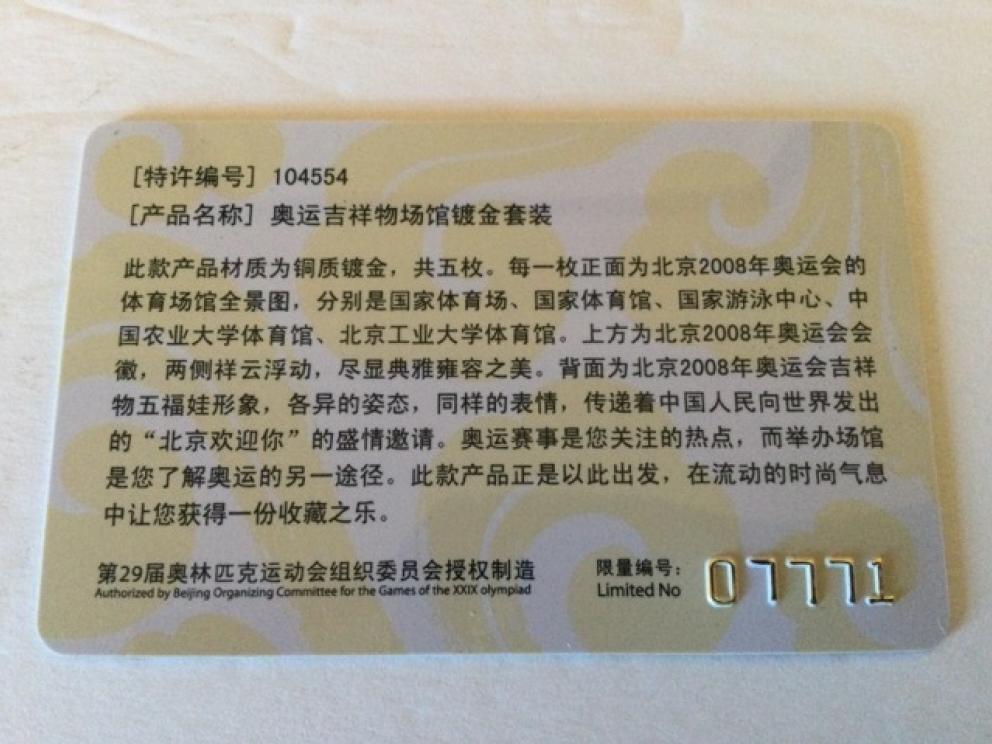 [特许编号] 104554
[产品名称] 奥运吉祥物场馆镀金套装
此款产品材质为铜质镀金，共五枚。每一枚正面为北京2008年奥运会的
体育场馆全景图，分别是国家体育场、国家体育馆、国家游泳中心、中
国农业大学体育馆、北京工业大学体育馆。上方为北京2008年奥运会会
徽，两侧祥云浮动，尽显典雅雍容之美。背面为北京2008年奥运会吉祥
物五福娃形象，各异的姿态，同样的表情，传递着中国人民向世界发出
的“北京欢迎你”的盛情邀请。奥运赛事是您关注的热点，而举办场馆
是您了解奥运的另一途径。此款产品正是以此出发，在流动的时尚气息
中让您获得一份收藏之乐。
第29届奥林匹克运动会组织委员会授权制造
Authorized by Beijing Organizing Committee for the Games of the XXIX olympiad
限量编号：
Limited No 07771